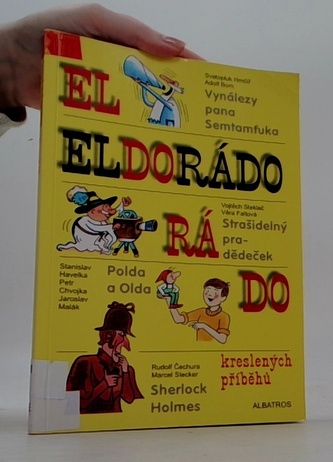 EL
Svatopluk Hrnčíř
Adolf Born
Vynálezy
pana
Semtamfuka
ELDORÁDO
Vojtěch Steklač
Věra Faltová
Strašidelný
pra-
dědeček
RÁ
Stanislav
Havelka
Petr
Chvojka
Jaroslav
Malák
Polda
a Olda
DO
kreslených
příběhů
Rudolf Čechura
Marcel Stecker
Sherlock
Holmes
ALBATROS